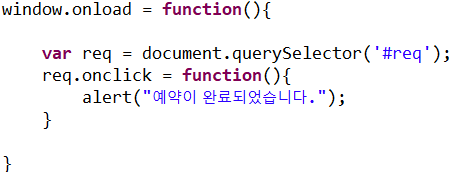 window.onload = function(){
var req = document.querySelector('#req');
req.onclick = function(){
alert("예약이 완료되었습니다.");
}
}